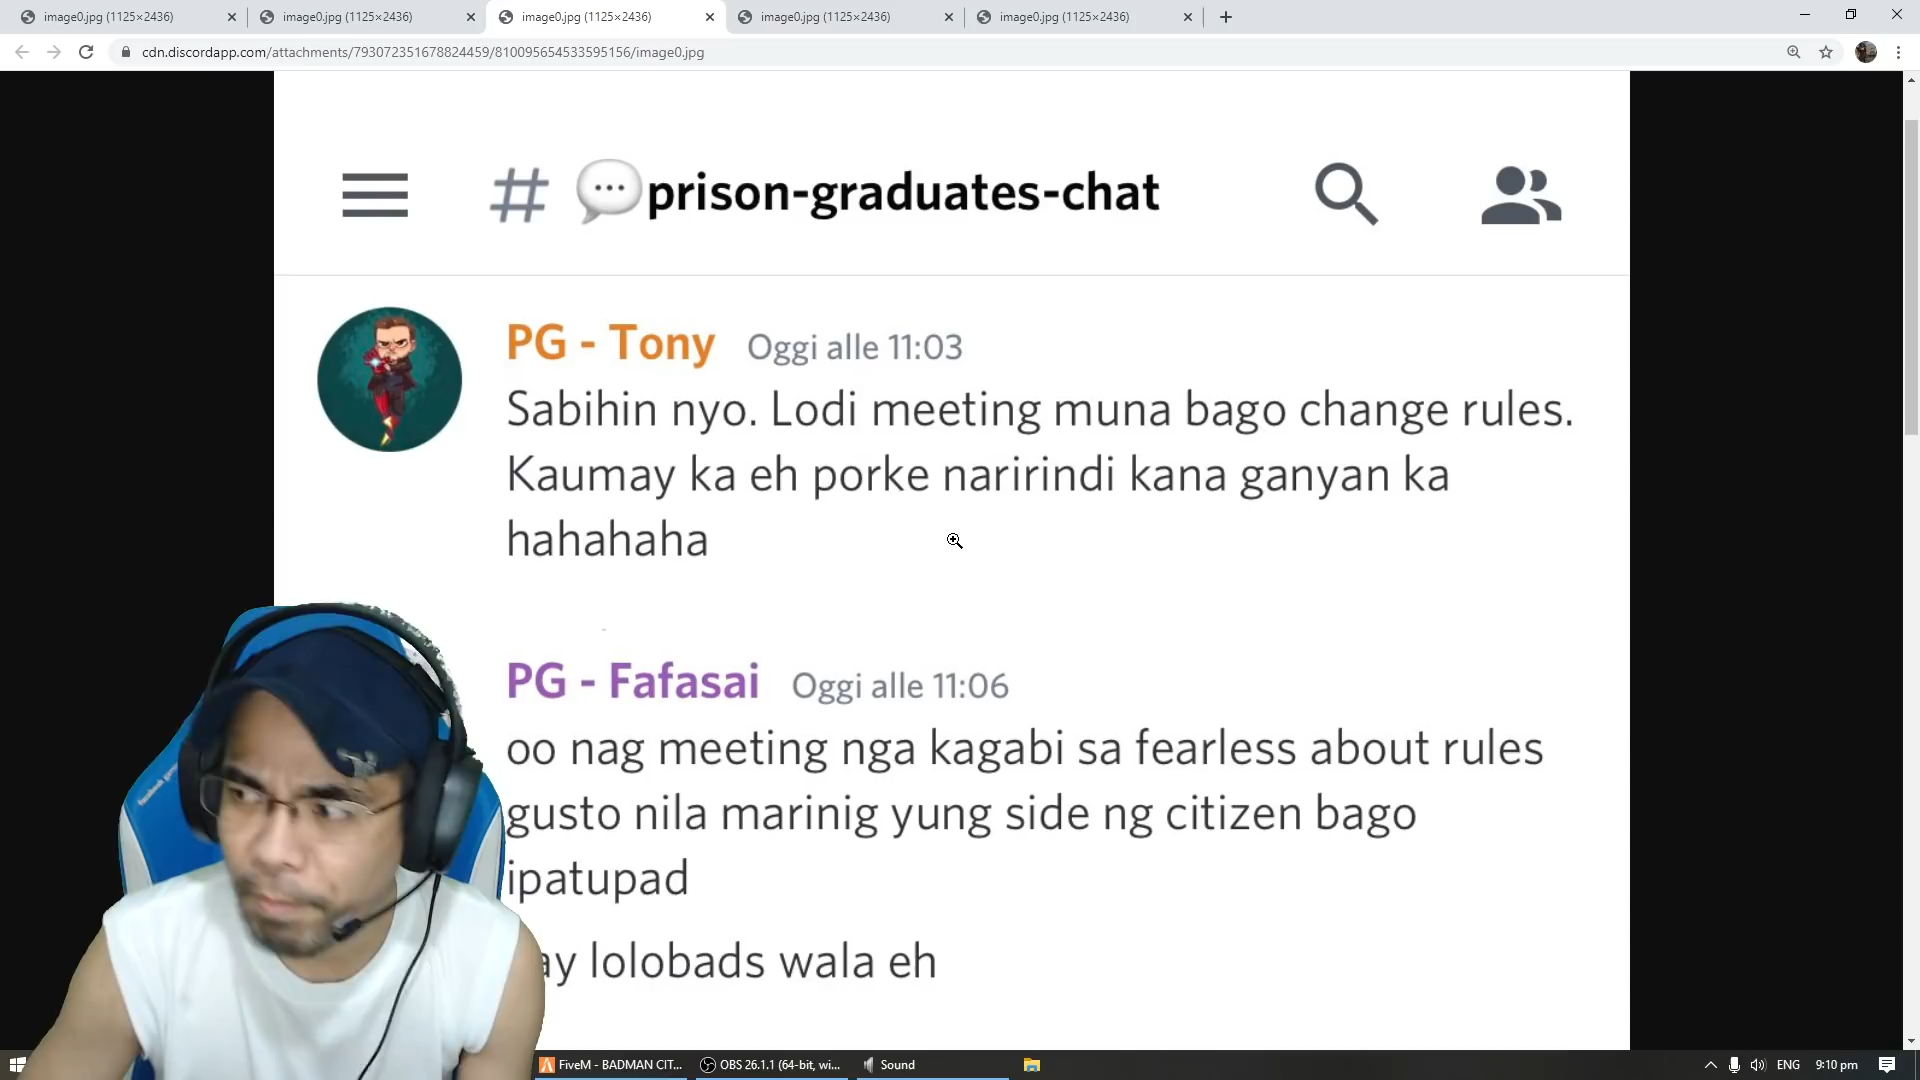 image0.jpg (1125×2436)
image0.jpg (1125×2436)
image0.jpg (1125×2436)
image0.jpg (1125×2436)
image0.jpg (1125×2436)
cdn.discordapp.com/attachments/793072351678824459/810095654533595156/image0.jpg
# prison-graduates-chat
PG - Tony Oggi alle 11:03
Sabihin nyo. Lodi meeting muna bago change rules.
Kaumay ka eh porke naririndi kana ganyan ka
hahahaha
PG - Fafasai Oggi alle 11:06
oo nag meeting nga kagabi sa fearless about rules
gusto nila marinig yung side ng citizen bago
ipatupad
ay lolobads wala eh
FiveM - BADMAN CIT...
OBS 26.1.1 (64-bit, wi...
Sound
ENG
9:10 pm